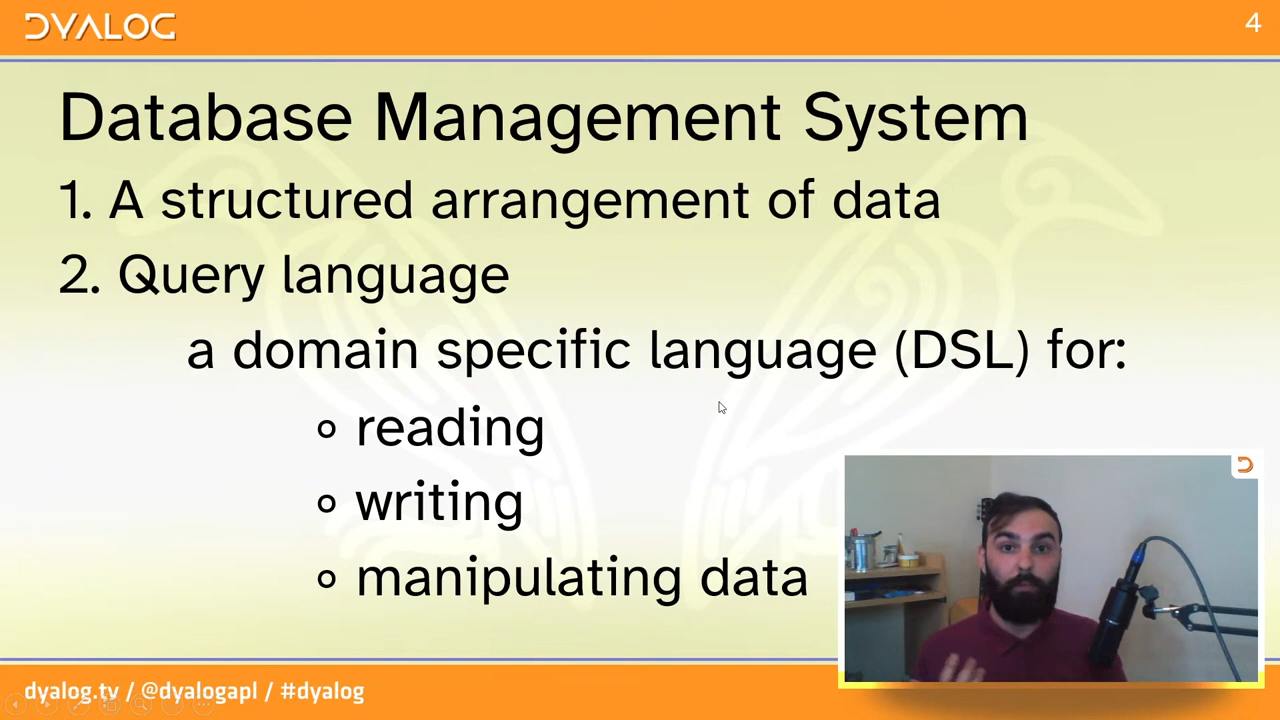 DYALOG
4
Database Management System
1. A structured arrangement of data
2. Query language
a domain specific language (DSL) for:
∘ reading
∘ writing
∘ manipulating data
dyalog.tv / @dyalogapl / #dyalog